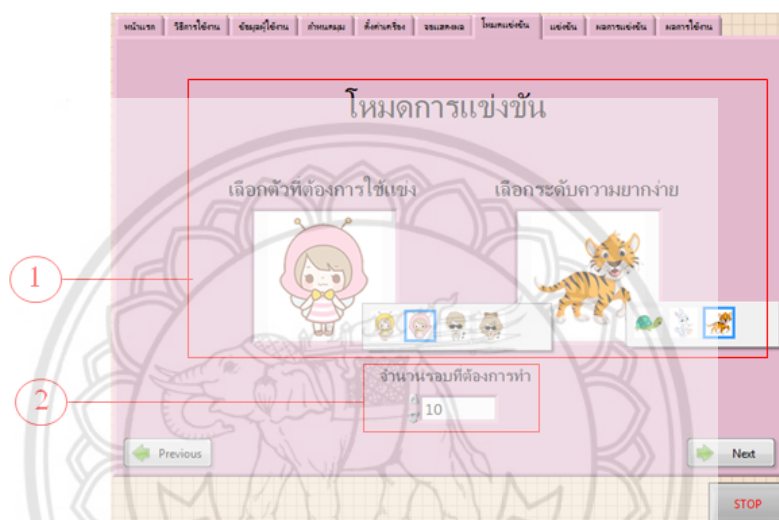 หน้าแรก วิธีการใช้งาน ข้อมูลผู้ใช้งาน กำหนดมุม ตั้งค่าเครื่อง จอแสดงผล โหมดแข่งขัน แข่งขัน ผลการแข่งขัน ผลการใช้งาน
โหมดการแข่งขัน
เลือกตัวที่ต้องการใช้แข่ง เลือกระดับความยากง่าย
1
จำนวนรอบที่ต้องการทำ
2
10
Previous Next
STOP